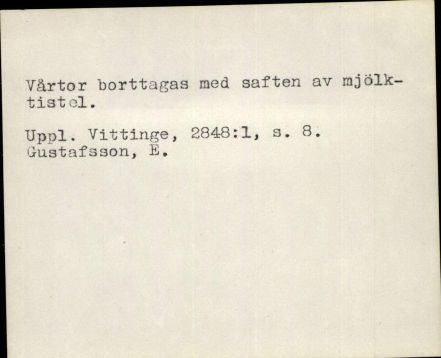 Vårtor borttagas med saften av mjölk-
tistel.
Uppl. Vittinge, 2848:1, s. 8.
Gustafsson, E.